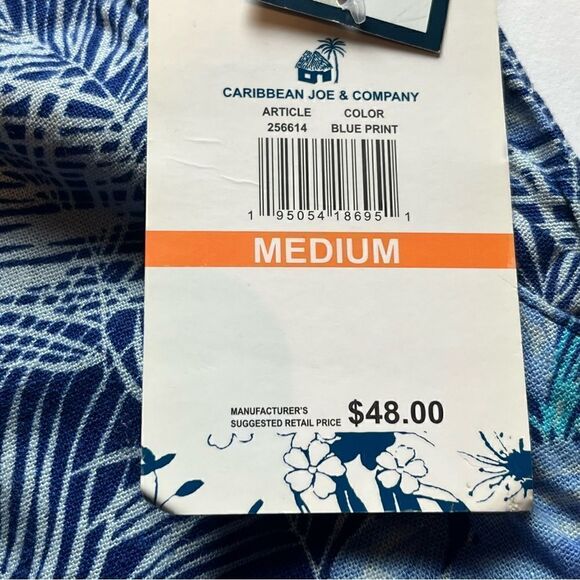 CARIBBEAN JOE & COMPANY
ARTICLE COLOR
256614 BLUE PRINT
1 95054 18695 1
MEDIUM
MANUFACTURER'S
SUGGESTED RETAIL PRICE $48.00